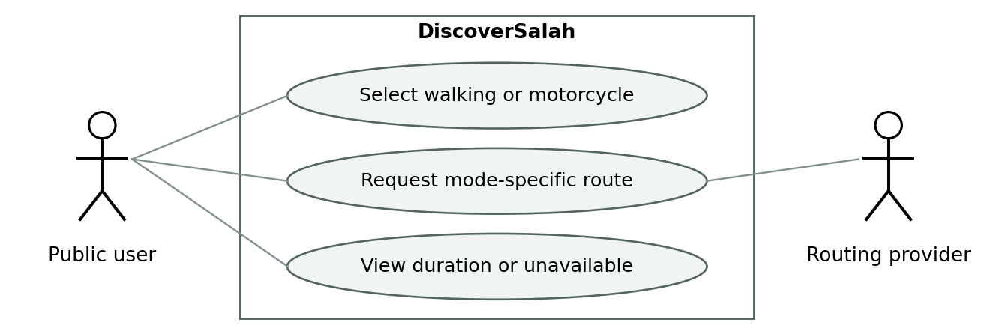 DiscoverSalah
Select walking or motorcycle
Request mode-specific route
View duration or unavailable
Public user
Routing provider